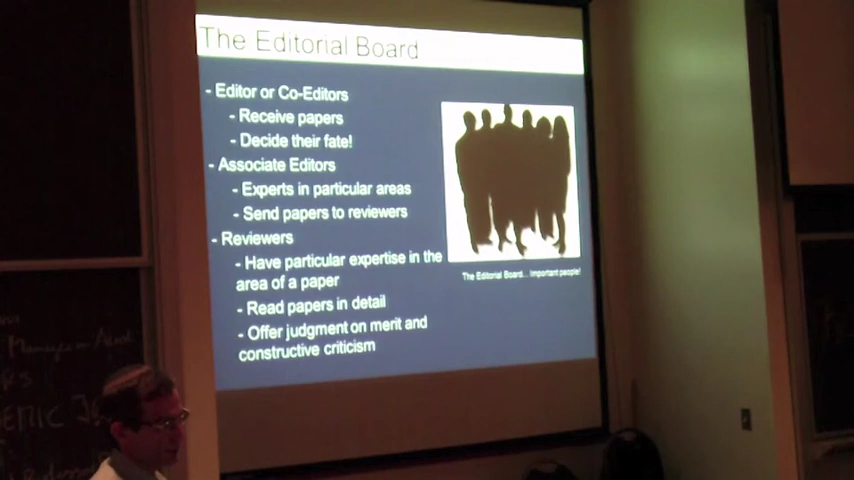 The Editorial Board
- Editor or Co-Editors
- Receive papers
- Decide their fate!
- Associate Editors
- Experts in particular areas
- Send papers to reviewers
- Reviewers
- Have particular expertise in the
area of a paper
- Read papers in detail
- Offer judgment on merit and
constructive criticism
The Editorial Board... Important people!